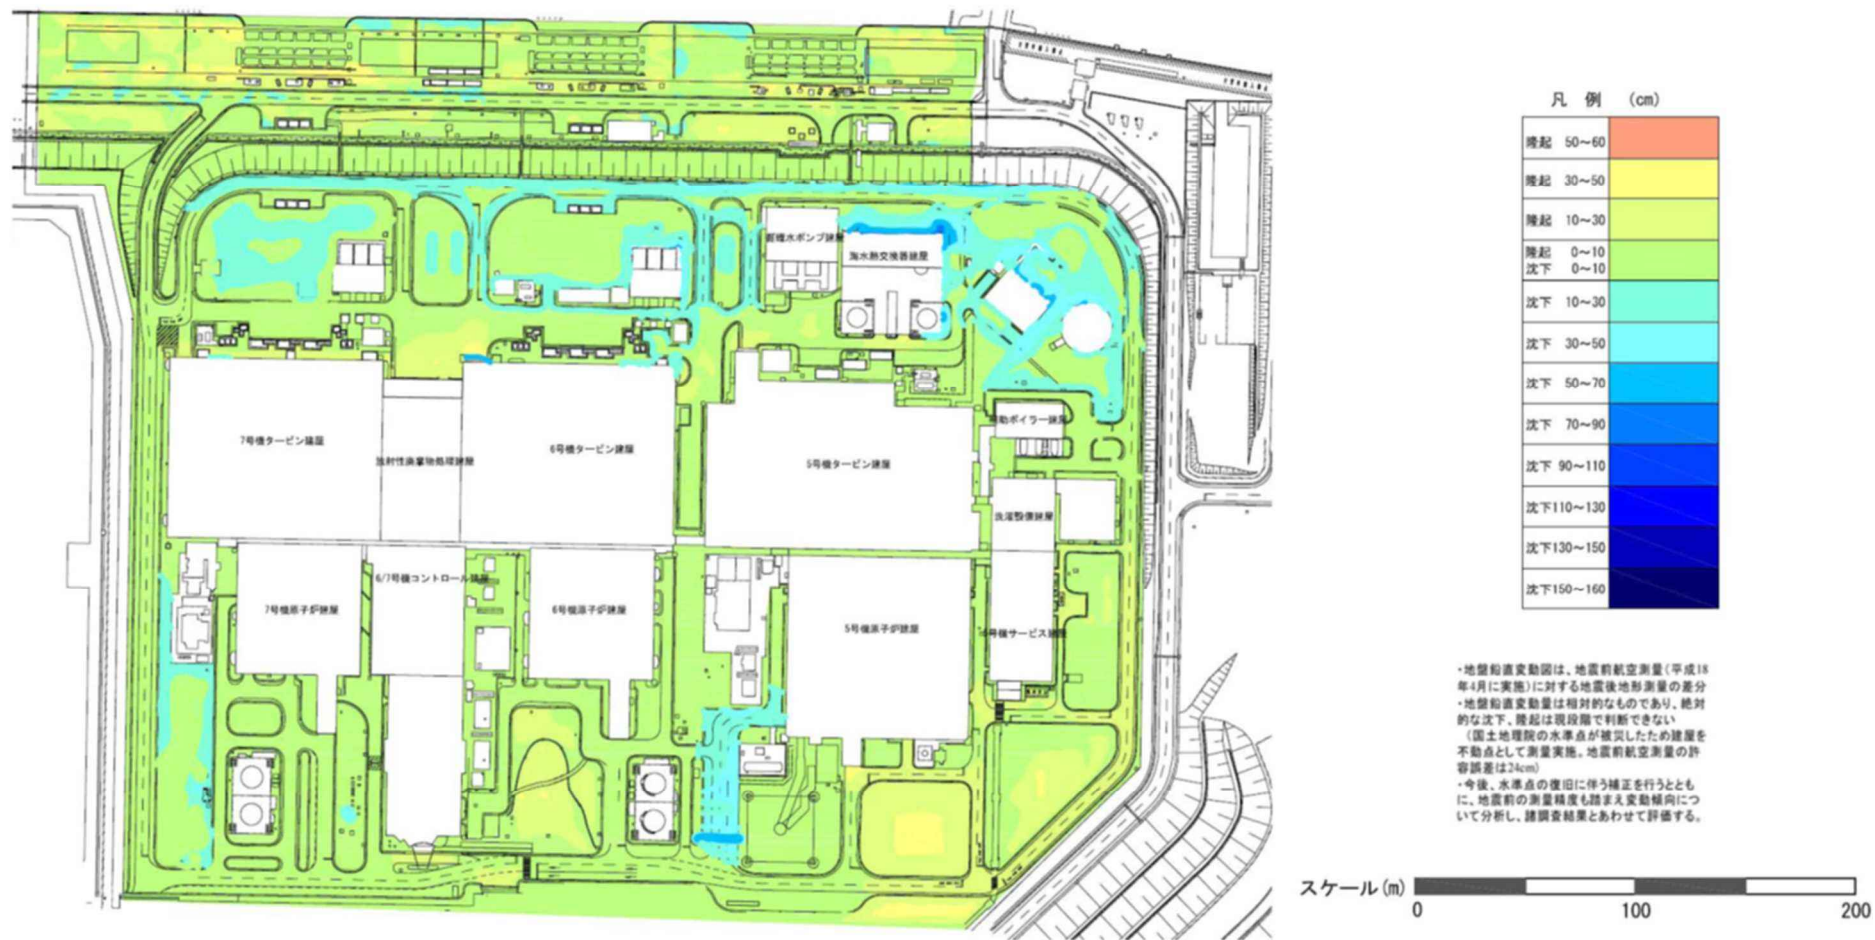 凡 例 (cm)
隆起 50～60
隆起 30～50
隆起 10～30
隆起 0～10
沈下 0～10
沈下 10～30
沈下 30～50
沈下 50～70
沈下 70～90
沈下 90～110
沈下110～130
沈下130～150
沈下150～160
海水熱交換器建屋
7号機タービン建屋
放射性廃棄物処理建屋
6号機タービン建屋
5号機タービン建屋
洗濯設備建屋
6/7号機コントロール建屋
7号機原子炉建屋
6号機原子炉建屋
5号機原子炉建屋
号機サービス建屋
・地盤鉛直変動図は、地震前航空測量(平成18
年4月に実施)に対する地震後地形測量の差分
・地盤鉛直変動量は相対的なものであり、絶対
的な沈下、隆起は現段階で判断できない
(国土地理院の水準点が被災したため建屋を
不動点として測量実施。地震前航空測量の許
容誤差は24cm)
・今後、水準点の復旧に伴う補正を行うととも
に、地震前の測量精度も踏まえ変動傾向につ
いて分析し、諸調査結果とあわせて評価する。
スケール(m)
0 100 200